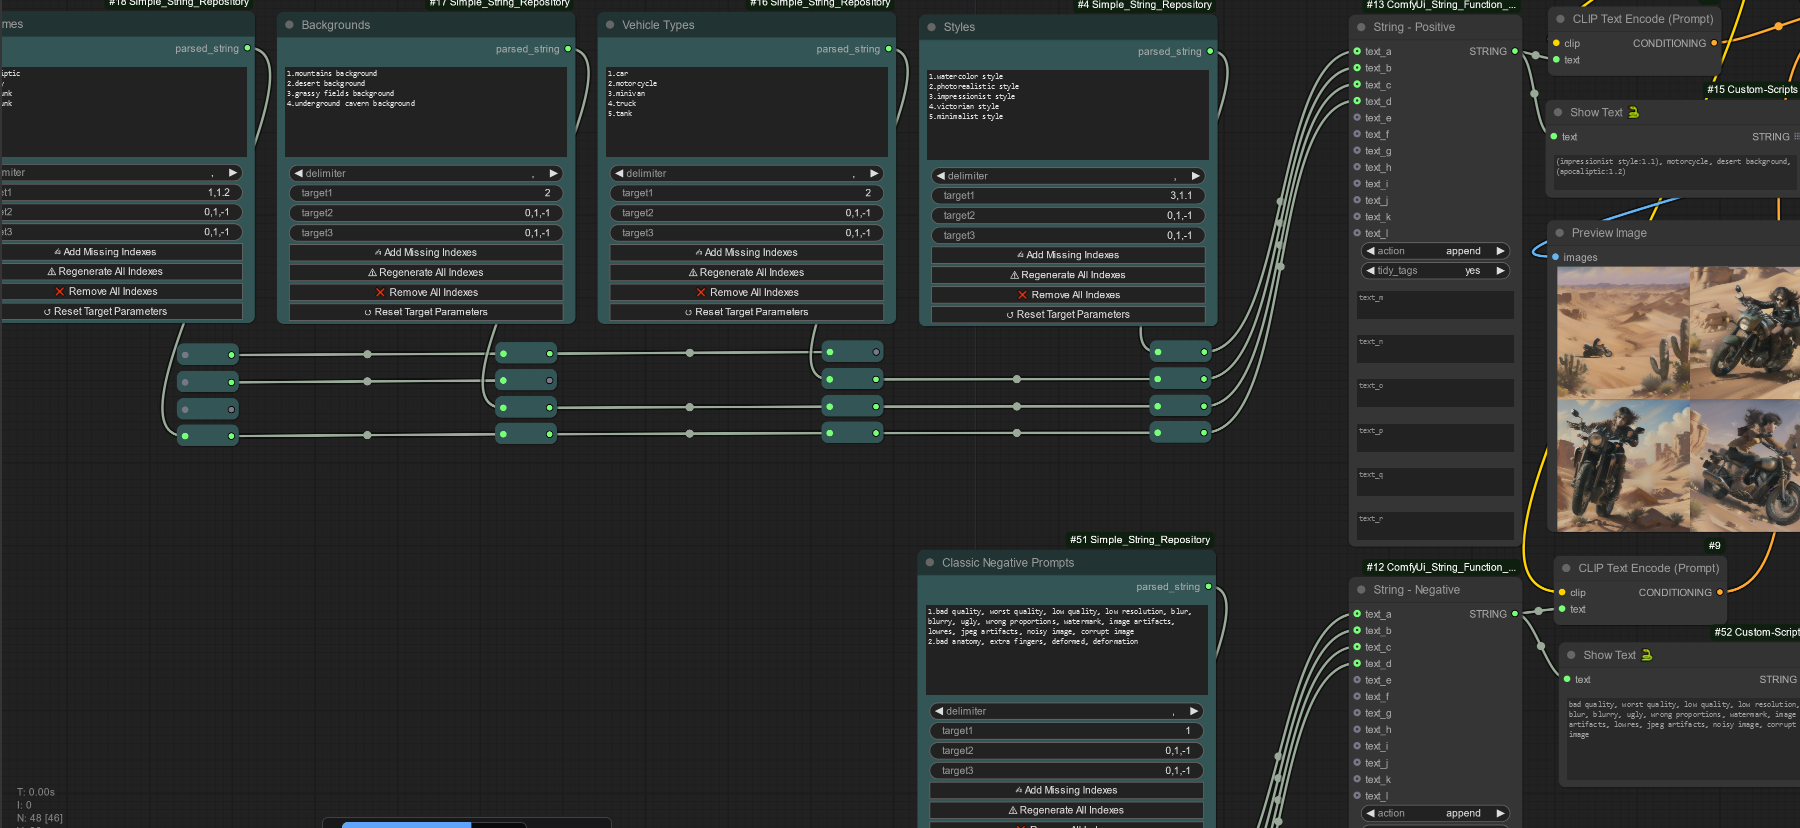 #18 Simple_String_Repository
mes
parsed_string
iptic
y
unk
unk
miter ,
et1 1,1.2
et2 0,1,-1
et3 0,1,-1
Add Missing Indexes
⚠ Regenerate All Indexes
❌ Remove All Indexes
↺ Reset Target Parameters
#17 Simple_String_Repository
Backgrounds
parsed_string
1.mountains background
2.desert background
3.grassy fields background
4.underground cavern background
◀ delimiter , ▶
target1 2
target2 0,1,-1
target3 0,1,-1
Add Missing Indexes
⚠ Regenerate All Indexes
❌ Remove All Indexes
↺ Reset Target Parameters
#16 Simple_String_Repository
Vehicle Types
parsed_string
1.car
2.motorcycle
3.minivan
4.truck
5.tank
◀ delimiter , ▶
target1 2
target2 0,1,-1
target3 0,1,-1
Add Missing Indexes
⚠ Regenerate All Indexes
❌ Remove All Indexes
↺ Reset Target Parameters
#4 Simple_String_Repository
Styles
parsed_string
1.watercolor style
2.photorealistic style
3.impressionist style
4.victorian style
5.minimalist style
◀ delimiter , ▶
target1 3,1.1
target2 0,1,-1
target3 0,1,-1
Add Missing Indexes
⚠ Regenerate All Indexes
❌ Remove All Indexes
↺ Reset Target Parameters
#13 ComfyUi_String_Function_...
String - Positive
text_a STRING
text_b
text_c
text_d
text_e
text_f
text_g
text_h
text_i
text_j
text_k
text_l
◀ action append ▶
◀ tidy_tags yes ▶
text_m
text_n
text_o
text_p
text_q
text_r
CLIP Text Encode (Prompt)
clip CONDITIONING
text
#15 Custom-Scripts
Show Text 🐍
text STRING
(impressionist style:1.1), motorcycle, desert background,
(apocaliptic:1.2)
Preview Image
images
#51 Simple_String_Repository
Classic Negative Prompts
parsed_string
1.bad quality, worst quality, low quality, low resolution, blur,
blurry, ugly, wrong proportions, watermark, image artifacts,
lowres, jpeg artifacts, noisy image, corrupt image
2.bad anatomy, extra fingers, deformed, deformation
◀ delimiter , ▶
target1 1
target2 0,1,-1
target3 0,1,-1
Add Missing Indexes
⚠ Regenerate All Indexes
#12 ComfyUi_String_Function_...
String - Negative
text_a STRING
text_b
text_c
text_d
text_e
text_f
text_g
text_h
text_i
text_j
text_k
text_l
◀ action append ▶
#9
CLIP Text Encode (Prompt)
clip CONDITIONING
text
#52 Custom-Script
Show Text 🐍
text STRING
bad quality, worst quality, low quality, low resolution,
blur, blurry, ugly, wrong proportions, watermark, image
artifacts, lowres, jpeg artifacts, noisy image, corrupt
image
T: 0.00s
I: 0
N: 48 [46]